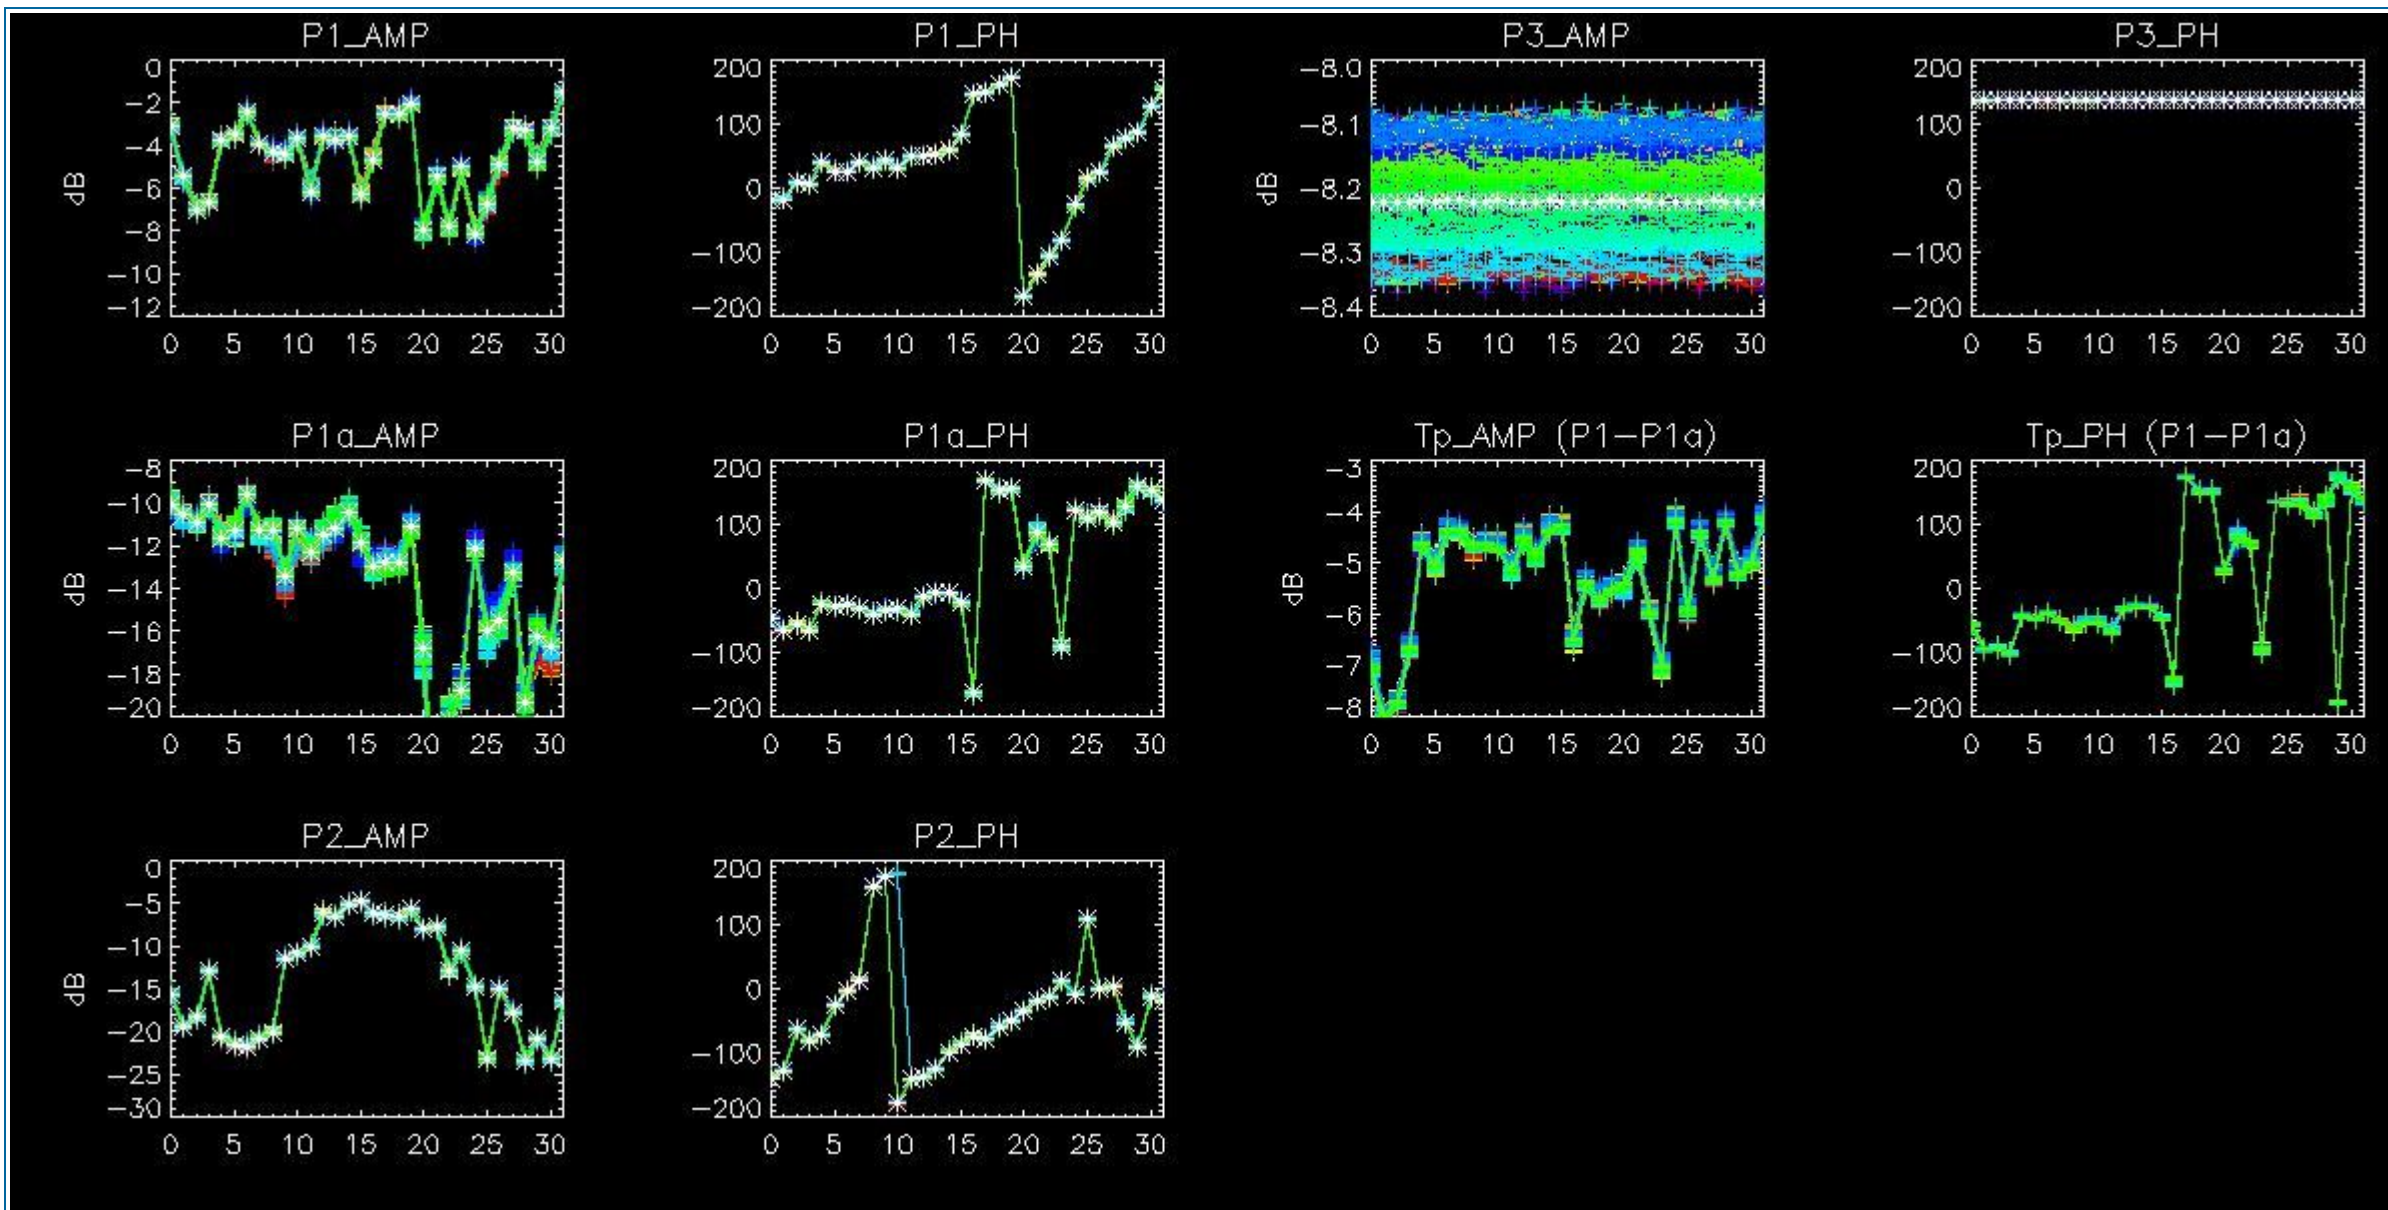 P1_AMP
P1_PH
P3_AMP
P3_PH
0
−2
−4
−6
−8
−10
−12
dB
0 5 10 15 20 25 30
200
100
0
−100
−200
0 5 10 15 20 25 30
−8.0
−8.1
−8.2
−8.3
−8.4
dB
0 5 10 15 20 25 30
200
100
0
−100
−200
0 5 10 15 20 25 30
P1a_AMP
P1a_PH
Tp_AMP (P1−P1a)
Tp_PH (P1−P1a)
−8
−10
−12
−14
−16
−18
−20
dB
0 5 10 15 20 25 30
200
100
0
−100
−200
0 5 10 15 20 25 30
−3
−4
−5
−6
−7
−8
dB
0 5 10 15 20 25 30
200
100
0
−100
−200
0 5 10 15 20 25 30
P2_AMP
P2_PH
0
−5
−10
−15
−20
−25
−30
dB
0 5 10 15 20 25 30
200
100
0
−100
−200
0 5 10 15 20 25 30